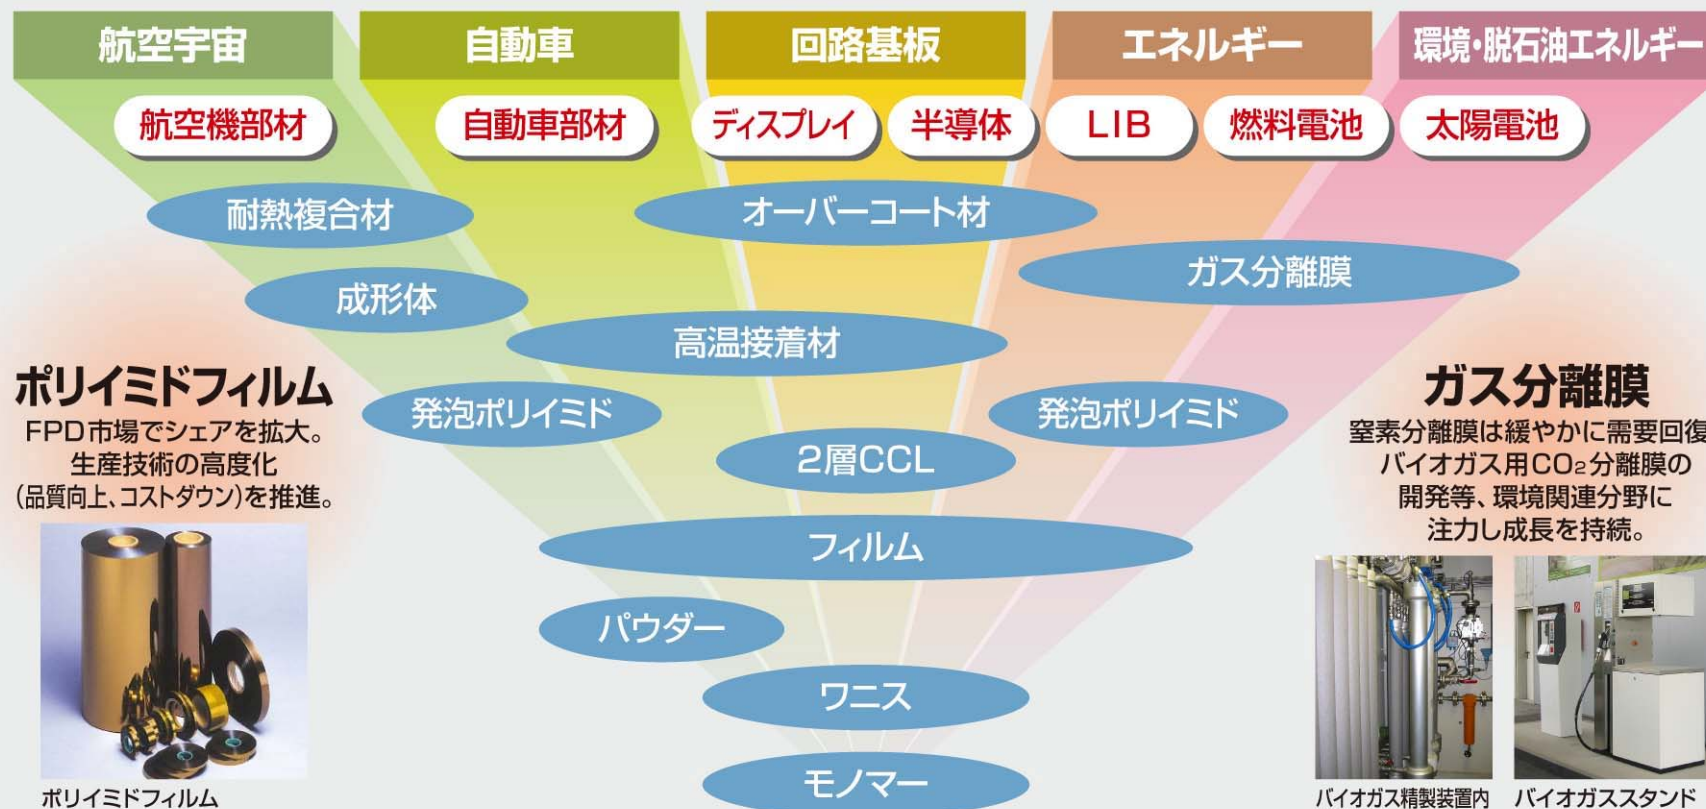 航空宇宙
自動車
回路基板
エネルギー
環境・脱石油エネルギー
航空機部材
自動車部材
ディスプレイ
半導体
LIB
燃料電池
太陽電池
耐熱複合材
オーバーコート材
ガス分離膜
成形体
高温接着材
発泡ポリイミド
発泡ポリイミド
2層CCL
フィルム
パウダー
ワニス
モノマー
ポリイミドフィルム
FPD市場でシェアを拡大。
生産技術の高度化
(品質向上、コストダウン)を推進。
ポリイミドフィルム
ガス分離膜
窒素分離膜は緩やかに需要回復
バイオガス用CO₂分離膜の
開発等、環境関連分野に
注力し成長を持続。
バイオガス精製装置内
バイオガススタンド